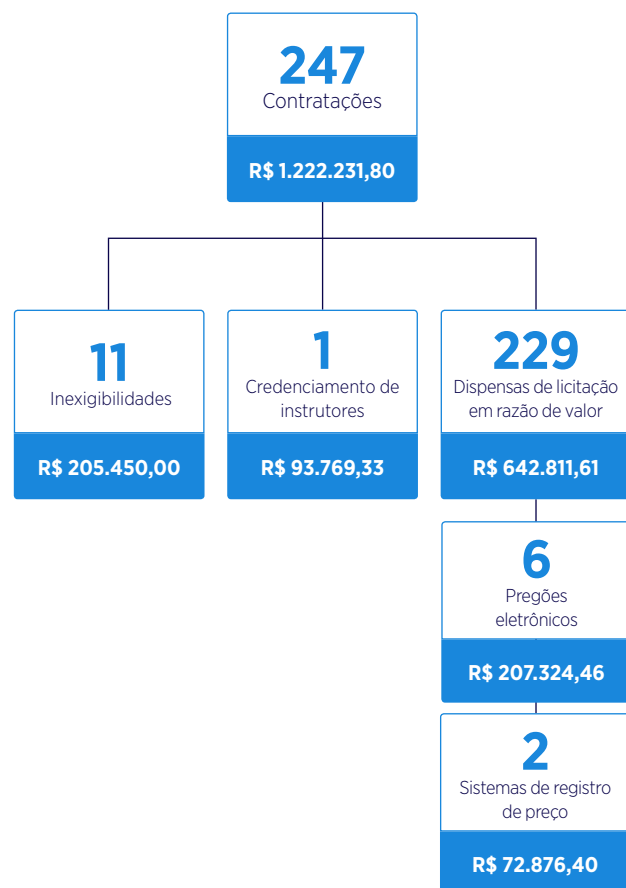 247
Contratações
R$ 1.222.231,80
11
Inexigibilidades
R$ 205.450,00
1
Credenciamento de
instrutores
R$ 93.769,33
229
Dispensas de licitação
em razão de valor
R$ 642.811,61
6
Pregões
eletrônicos
R$ 207.324,46
2
Sistemas de registro
de preço
R$ 72.876,40